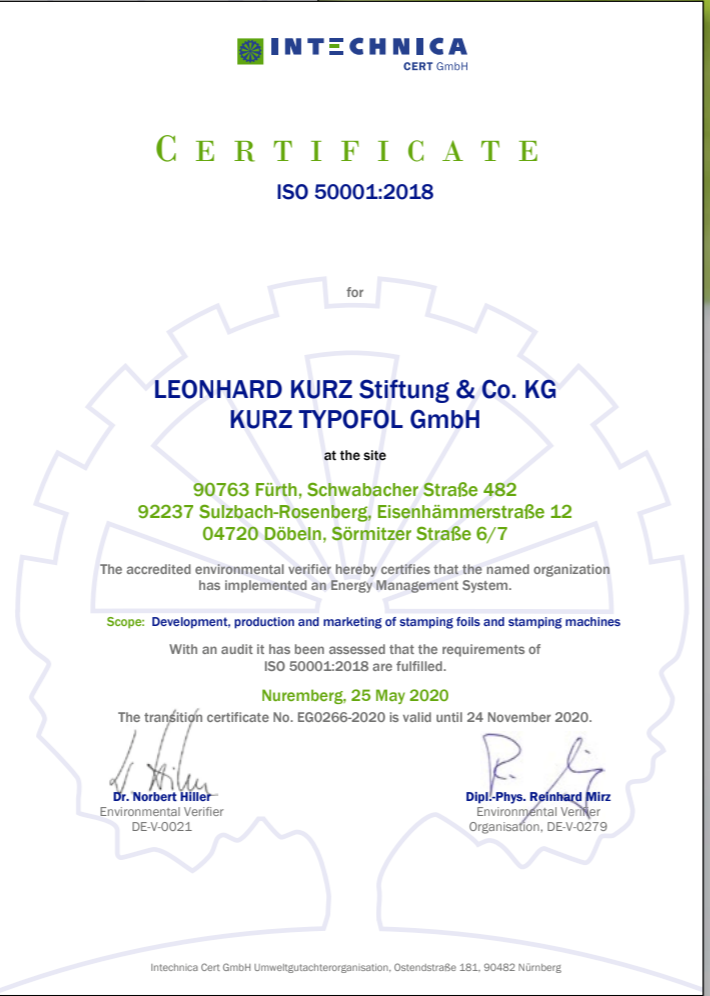 INTECHNICA
CERT GmbH
CERTIFICATE
ISO 50001:2018
for
LEONHARD KURZ Stiftung & Co. KG
KURZ TYPOFOL GmbH
at the site
90763 Fürth, Schwabacher Straße 482
92237 Sulzbach-Rosenberg, Eisenhämmerstraße 12
04720 Döbeln, Sörmitzer Straße 6/7
The accredited environmental verifier hereby certifies that the named organization
has implemented an Energy Management System.
Scope: Development, production and marketing of stamping foils and stamping machines
With an audit it has been assessed that the requirements of
ISO 50001:2018 are fulfilled.
Nuremberg, 25 May 2020
The transition certificate No. EG0266-2020 is valid until 24 November 2020.
Dr. Norbert Hiller
Environmental Verifier
DE-V-0021
Dipl.-Phys. Reinhard Mirz
Environmental Verifier
Organisation, DE-V-0279
Intechnica Cert GmbH Umweltgutachterorganisation, Ostendstraße 181, 90482 Nürnberg